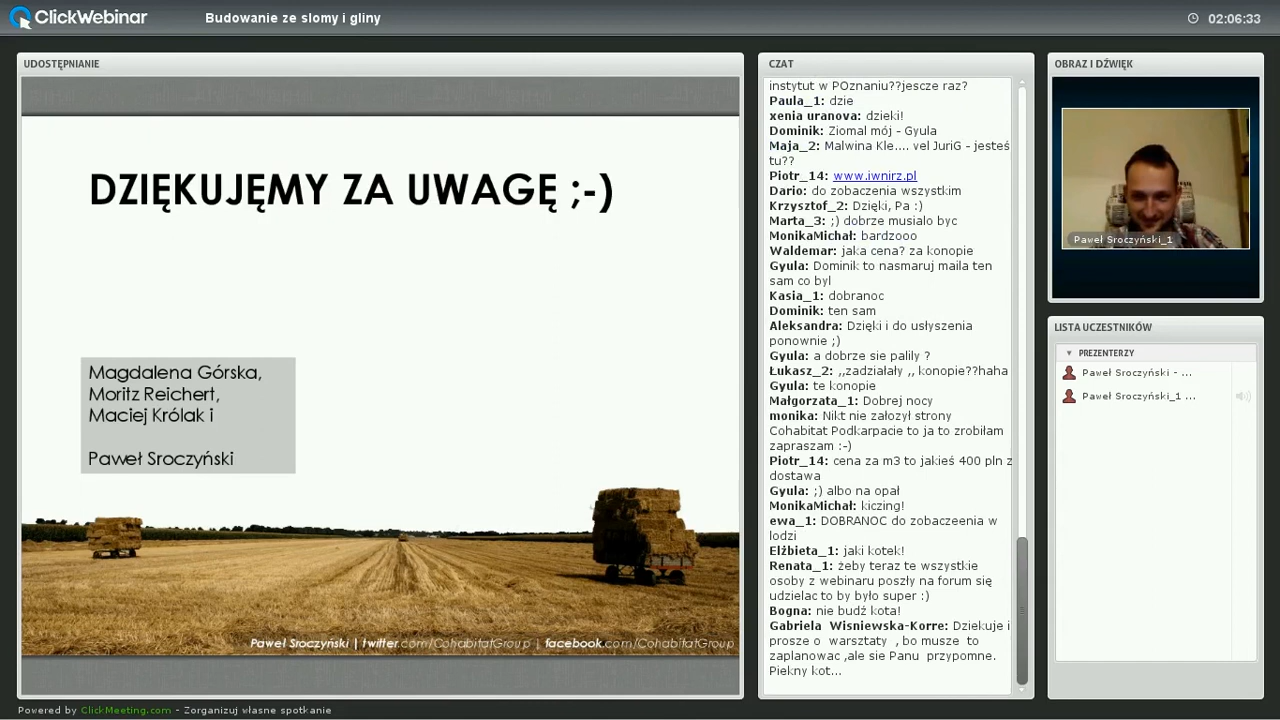 ClickWebinar
Budowanie ze slomy i gliny
02:06:33
UDOSTĘPNIANIE
DZIĘKUJĘMY ZA UWAGĘ ;-)
Magdalena Górska,
Moritz Reichert,
Maciej Królak i
Paweł Sroczyński
Paweł Sroczyński | twitter.com/CohabitatGroup | facebook.com/CohabitatGroup
CZAT
instytut w POznaniu??jescze raz?
Paula_1: dzie
xenia uranova: dzieki!
Dominik: Ziomal mój - Gyula
Maja_2: Malwina Kle.... vel JuriG - jesteś
tu??
Piotr_14: www.iwnirz.pl
Dario: do zobaczenia wszystkim
Krzysztof_2: Dzięki, Pa :)
Marta_3: ;) dobrze musialo byc
MonikaMichał: bardzooo
Waldemar: jaka cena? za konopie
Gyula: Dominik to nasmaruj maila ten
sam co byl
Kasia_1: dobranoc
Dominik: ten sam
Aleksandra: Dzięki i do usłyszenia
ponownie ;)
Gyula: a dobrze sie palily ?
Łukasz_2: ,,zadziałały ,, konopie??haha
Gyula: te konopie
Małgorzata_1: Dobrej nocy
monika: Nikt nie założył strony
Cohabitat Podkarpacie to ja to zrobiłam
zapraszam :-)
Piotr_14: cena za m3 to jakieś 400 pln z
dostawa
Gyula: ;) albo na opał
MonikaMichał: kiczing!
ewa_1: DOBRANOC do zobaczeenia w
lodzi
Elżbieta_1: jaki kotek!
Renata_1: żeby teraz te wszystkie
osoby z webinaru poszły na forum się
udzielac to by było super :)
Bogna: nie budź kota!
Gabriela Wisniewska-Korre: Dziekuje i
prosze o warsztaty , bo musze to
zaplanowac ,ale sie Panu przypomne.
Piekny kot...
OBRAZ I DŹWIĘK
Paweł Sroczyński_1
LISTA UCZESTNIKÓW
PREZENTERZY
Paweł Sroczyński - ...
Paweł Sroczyński_1 ...
Powered by ClickMeeting.com - Zorganizuj własne spotkanie